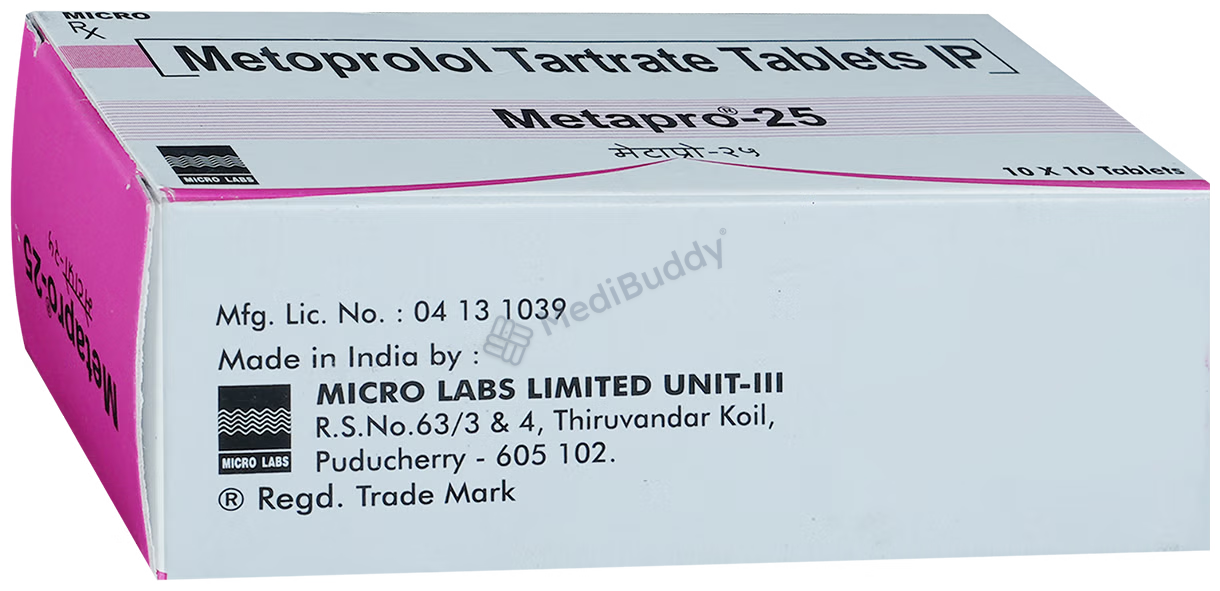 MICRO
Rx
Metoprolol Tartrate Tablets IP
Metapro®-25
मेटाप्रो-२५
MICRO LABS
10 X 10 Tablets
Metapro®-25
मेटाप्रो-२५
MediBuddy®
Mfg. Lic. No. : 04 13 1039
Made in India by :
MICRO LABS
MICRO LABS LIMITED UNIT-III
R.S.No.63/3 & 4, Thiruvandar Koil,
Puducherry - 605 102.
® Regd. Trade Mark